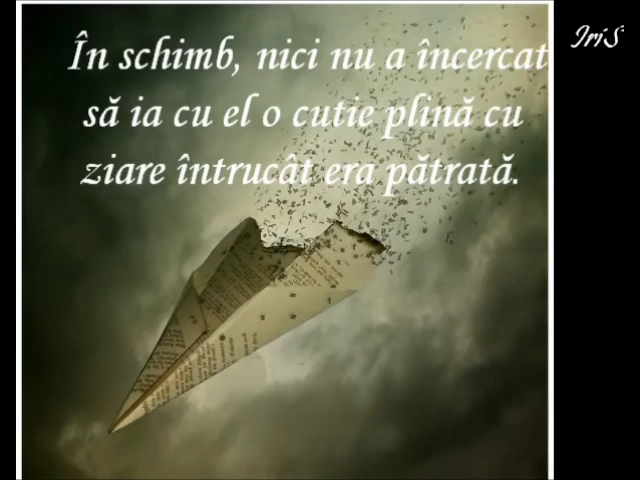 În schimb, nici nu a încercat
să ia cu el o cutie plină cu
ziare întrucât era pătrată.
IriS